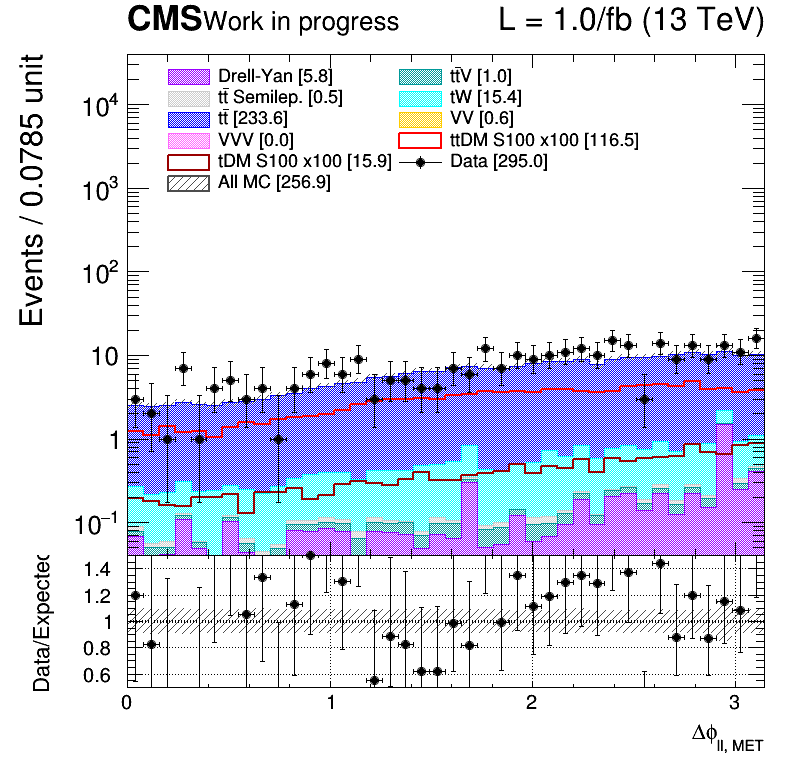 CMS Work in progress L = 1.0/fb (13 TeV)
Events / 0.0785 unit
Drell-Yan [5.8] tt̄V [1.0]
tt̄ Semilep. [0.5] tW [15.4]
tt̄ [233.6] VV [0.6]
VVV [0.0] ttDM S100 x100 [116.5]
tDM S100 x100 [15.9] Data [295.0]
All MC [256.9]
10⁴
10³
10²
10
1
10⁻¹
Data/Expected
1.4
1.2
1
0.8
0.6
0 1 2 3
Δϕll, MET